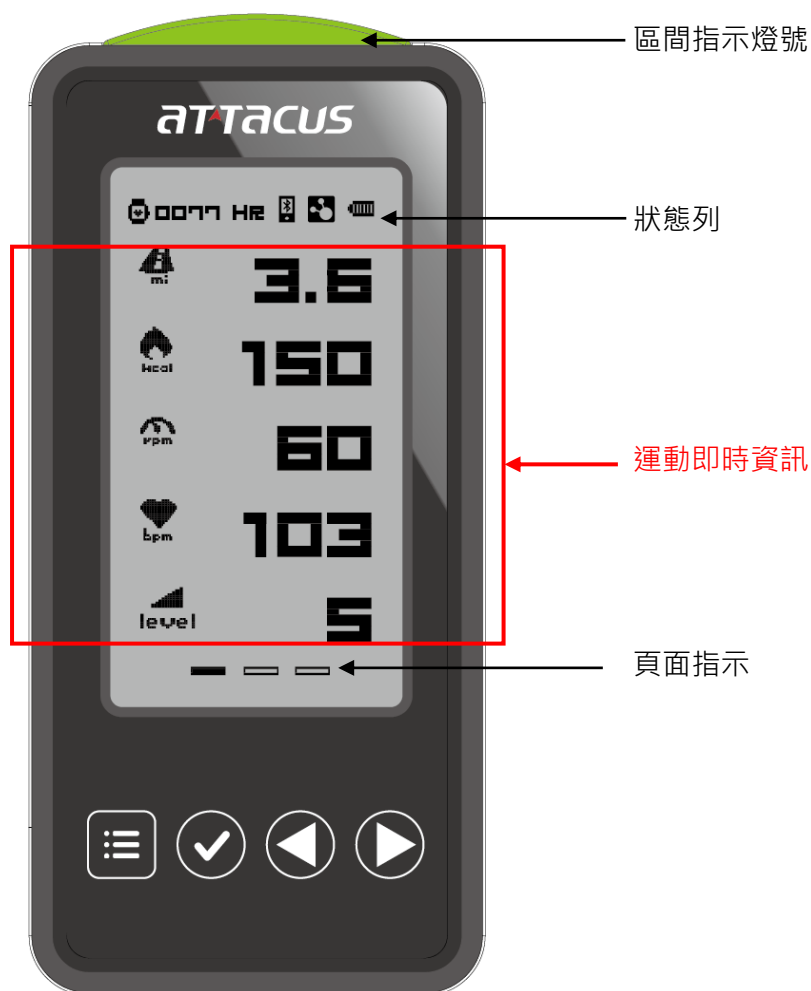 區間指示燈號
ATTACUS
0077 HR
狀態列
mi 3.6
kcal 150
rpm 60
運動即時資訊
bpm 103
level 5
頁面指示